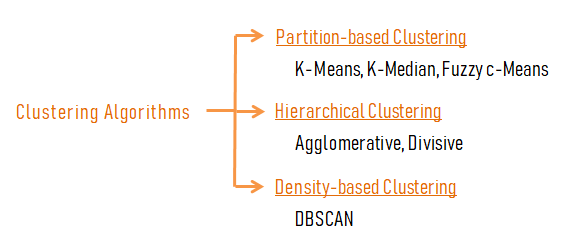 Partition-based Clustering
K-Means, K-Median, Fuzzy c-Means
Clustering Algorithms
Hierarchical Clustering
Agglomerative, Divisive
Density-based Clustering
DBSCAN